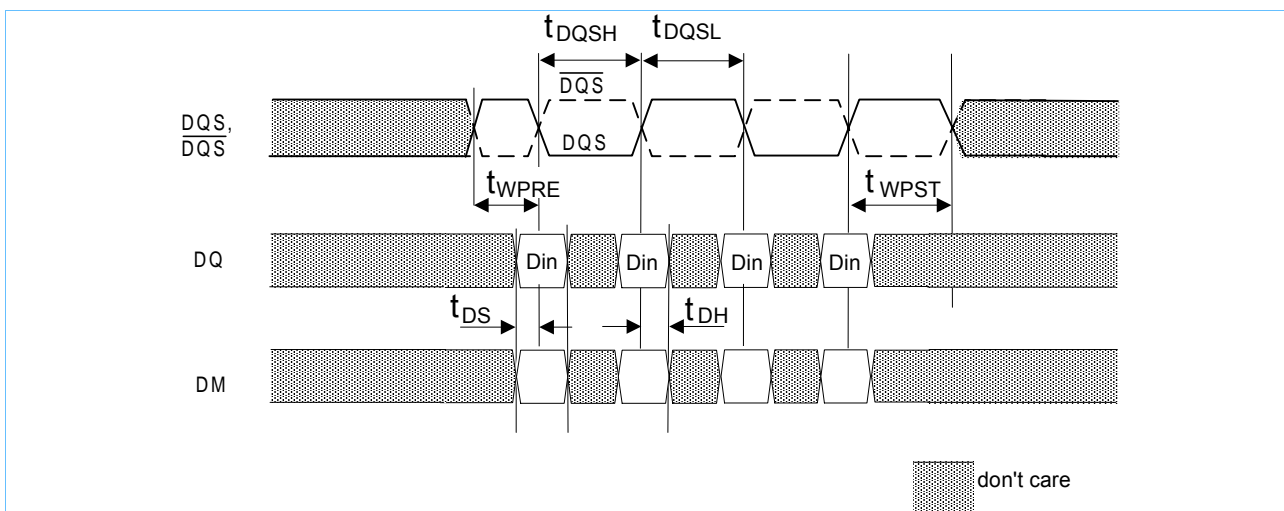 tDQSH tDQSL
DQS
DQS,
DQS
DQS
tWPRE tWPST
DQ Din Din Din Din
tDS tDH
DM
don't care